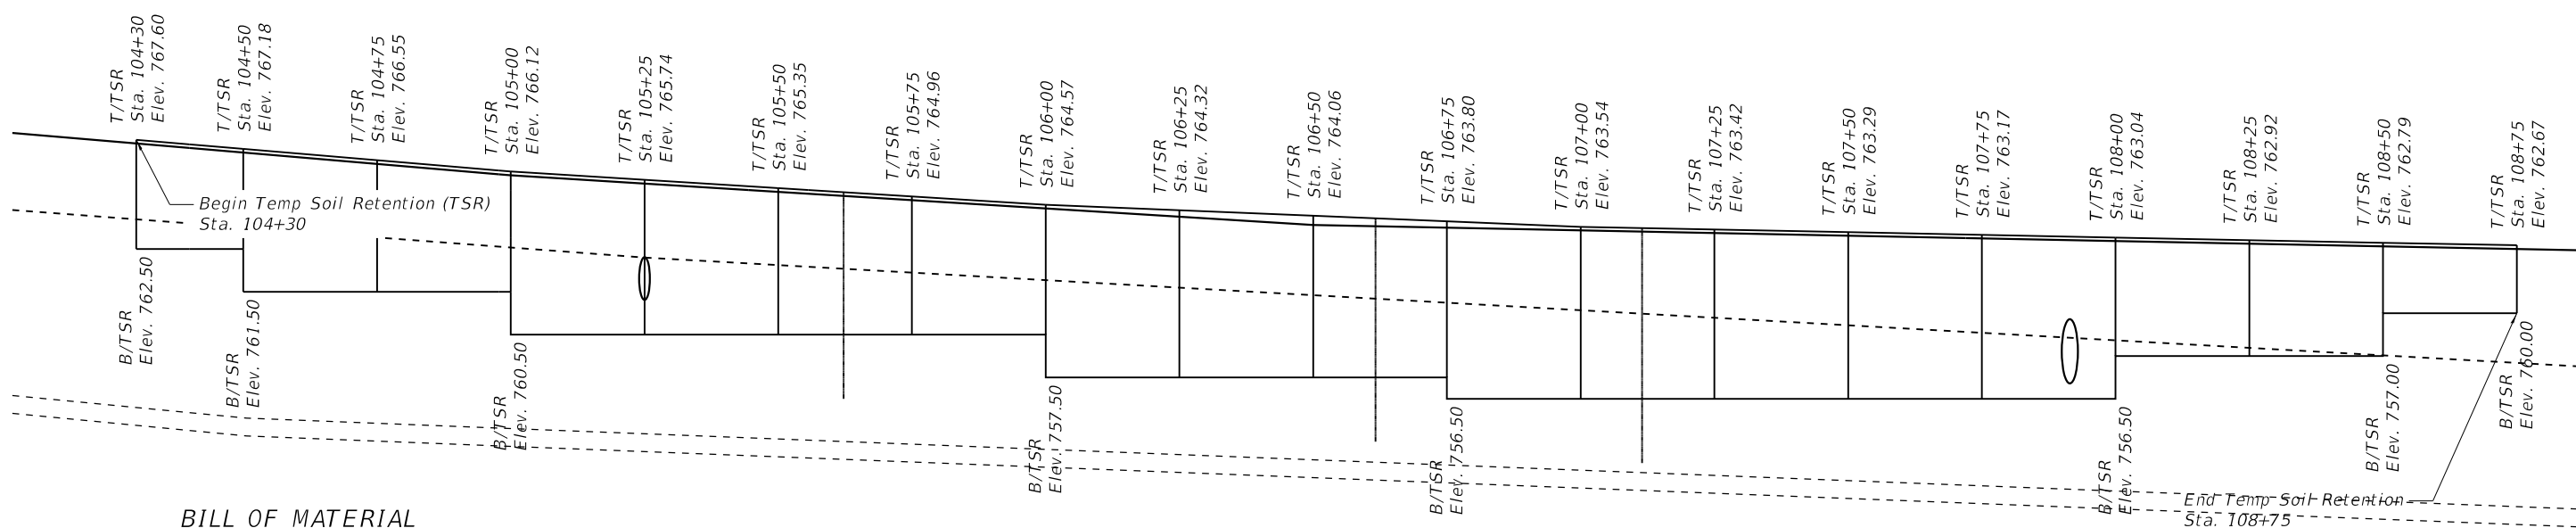 T/TSR
Sta. 104+30
Elev. 767.60
T/TSR
Sta. 104+50
Elev. 767.18
T/TSR
Sta. 104+75
Elev. 766.55
T/TSR
Sta. 105+00
Elev. 766.12
T/TSR
Sta. 105+25
Elev. 765.74
T/TSR
Sta. 105+50
Elev. 765.35
T/TSR
Sta. 105+75
Elev. 764.96
T/TSR
Sta. 106+00
Elev. 764.57
T/TSR
Sta. 106+25
Elev. 764.32
T/TSR
Sta. 106+50
Elev. 764.06
T/TSR
Sta. 106+75
Elev. 763.80
T/TSR
Sta. 107+00
Elev. 763.54
T/TSR
Sta. 107+25
Elev. 763.42
T/TSR
Sta. 107+50
Elev. 763.29
T/TSR
Sta. 107+75
Elev. 763.17
T/TSR
Sta. 108+00
Elev. 763.04
T/TSR
Sta. 108+25
Elev. 762.92
T/TSR
Sta. 108+50
Elev. 762.79
T/TSR
Sta. 108+75
Elev. 762.67
Begin Temp Soil Retention (TSR)
Sta. 104+30
B/TSR
Elev. 762.50
B/TSR
Elev. 761.50
B/TSR
Elev. 760.50
B/TSR
Elev. 757.50
B/TSR
Elev. 756.50
B/TSR
Elev. 756.50
B/TSR
Elev. 757.00
B/TSR
Elev. 760.00
End Temp Soil Retention
Sta. 108+75
BILL OF MATERIAL